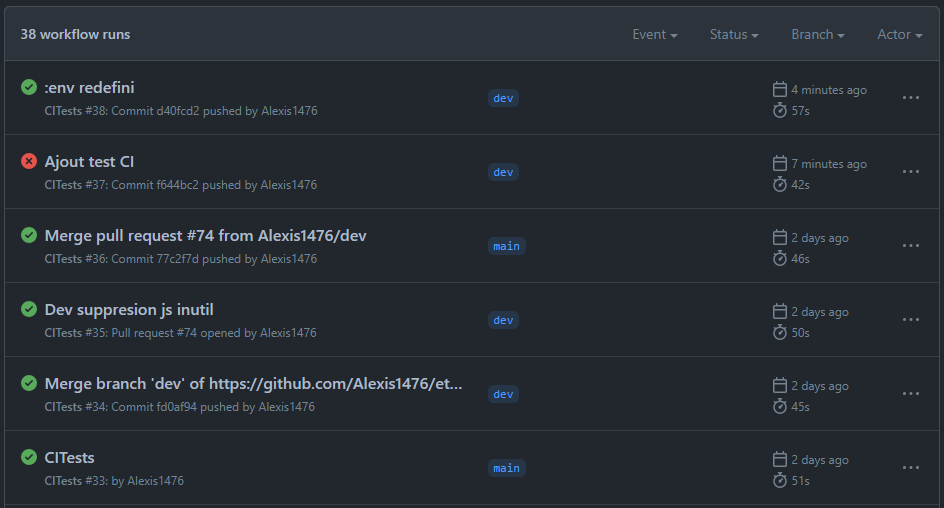 38 workflow runs
Event
Status
Branch
Actor
:env redefini
dev
4 minutes ago
CITests #38: Commit d40fcd2 pushed by Alexis1476
57s
Ajout test CI
dev
7 minutes ago
CITests #37: Commit f644bc2 pushed by Alexis1476
42s
Merge pull request #74 from Alexis1476/dev
main
2 days ago
CITests #36: Commit 77c2f7d pushed by Alexis1476
46s
Dev suppresion js inutil
dev
2 days ago
CITests #35: Pull request #74 opened by Alexis1476
50s
Merge branch 'dev' of https://github.com/Alexis1476/et...
dev
2 days ago
CITests #34: Commit fd0af94 pushed by Alexis1476
45s
CITests
main
2 days ago
CITests #33: by Alexis1476
51s